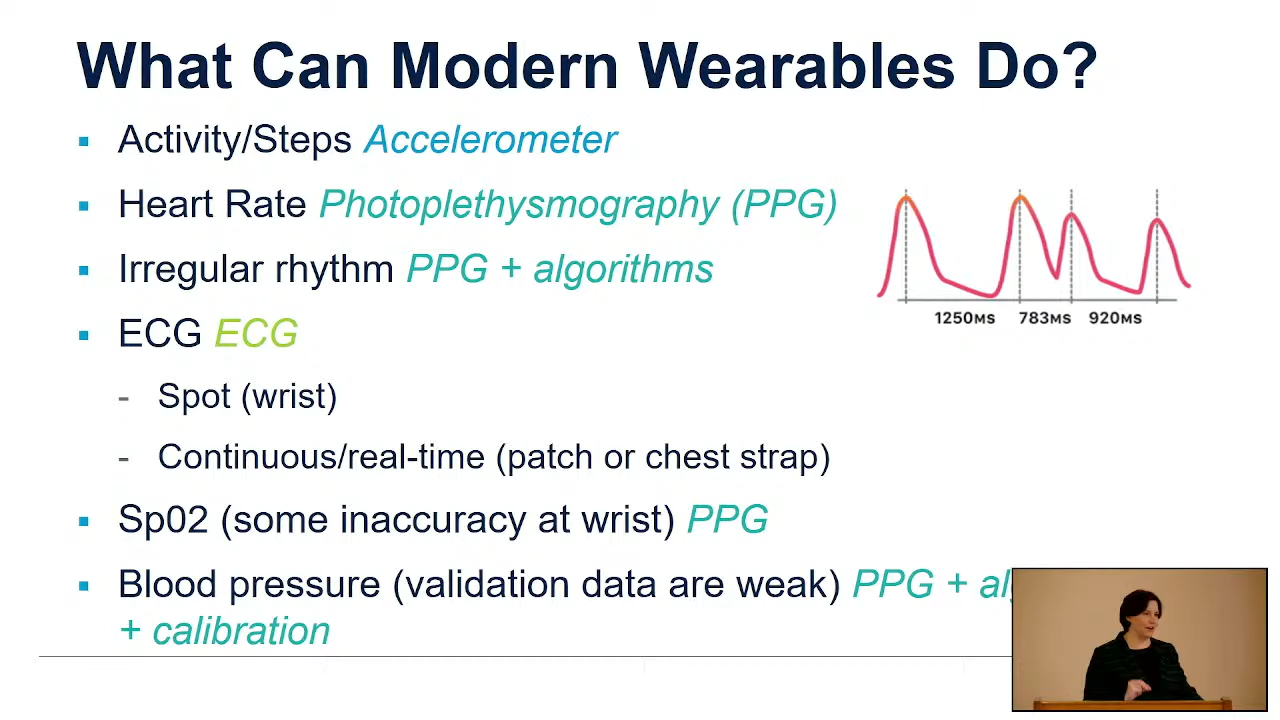 What Can Modern Wearables Do?
Activity/Steps Accelerometer
Heart Rate Photoplethysmography (PPG)
Irregular rhythm PPG + algorithms
ECG ECG
- Spot (wrist)
- Continuous/real-time (patch or chest strap)
Sp02 (some inaccuracy at wrist) PPG
Blood pressure (validation data are weak) PPG +
+ calibration
1250MS 783MS 920MS